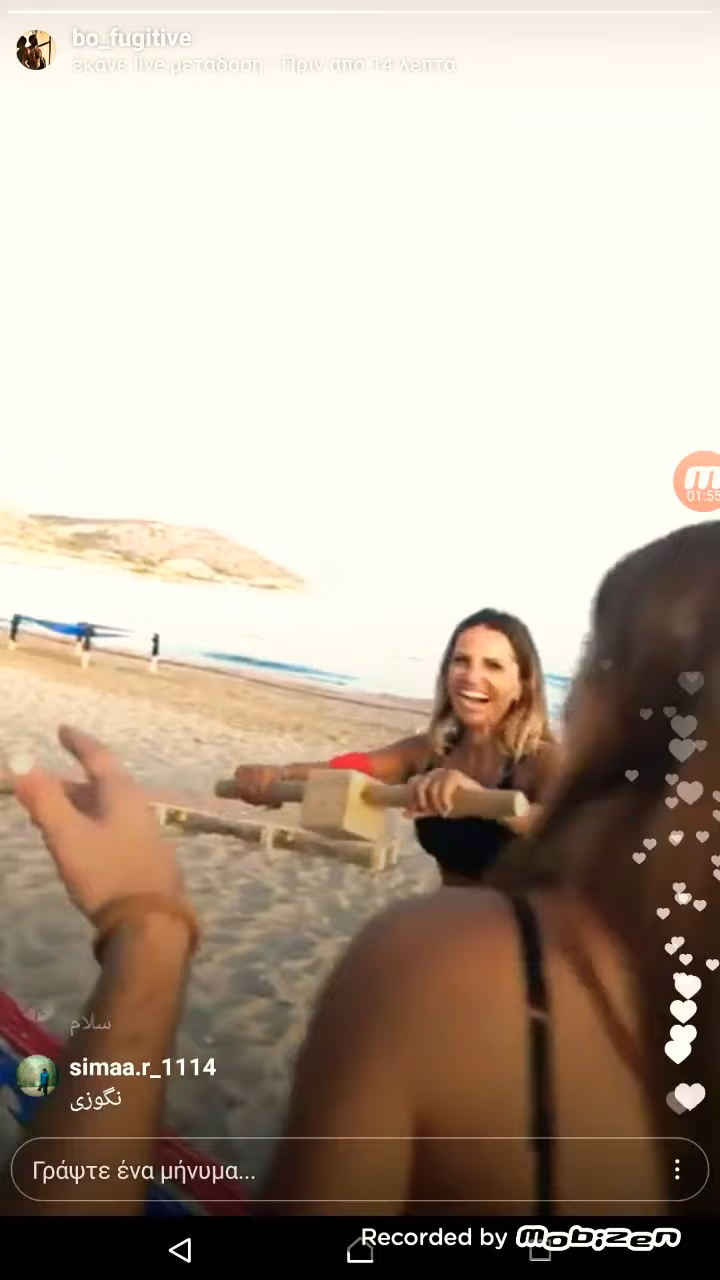 bo_fugitive
έκανε live μετάδοση · Πριν από 14 λεπτά
m
01:55
سلام
simaa.r_1114
نگوزی
Γράψτε ένα μήνυμα...
Recorded by mobizen